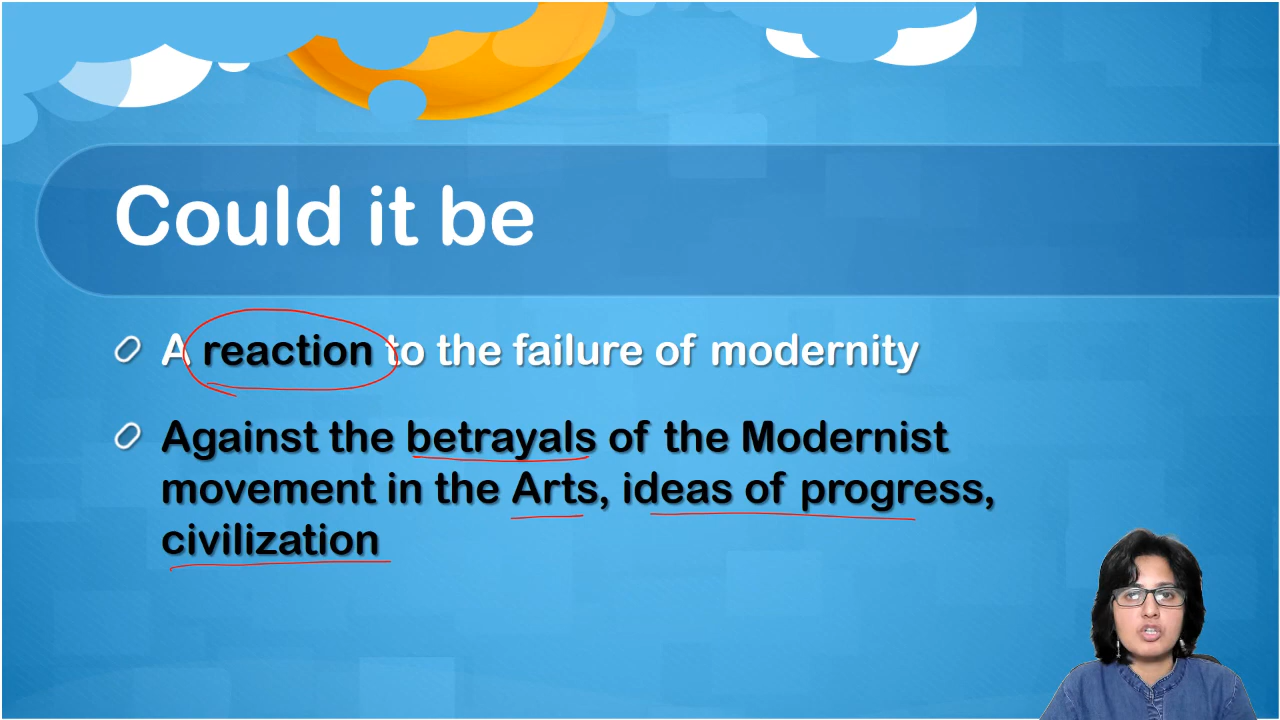 Could it be
A reaction to the failure of modernity
Against the betrayals of the Modernist
movement in the Arts, ideas of progress,
civilization